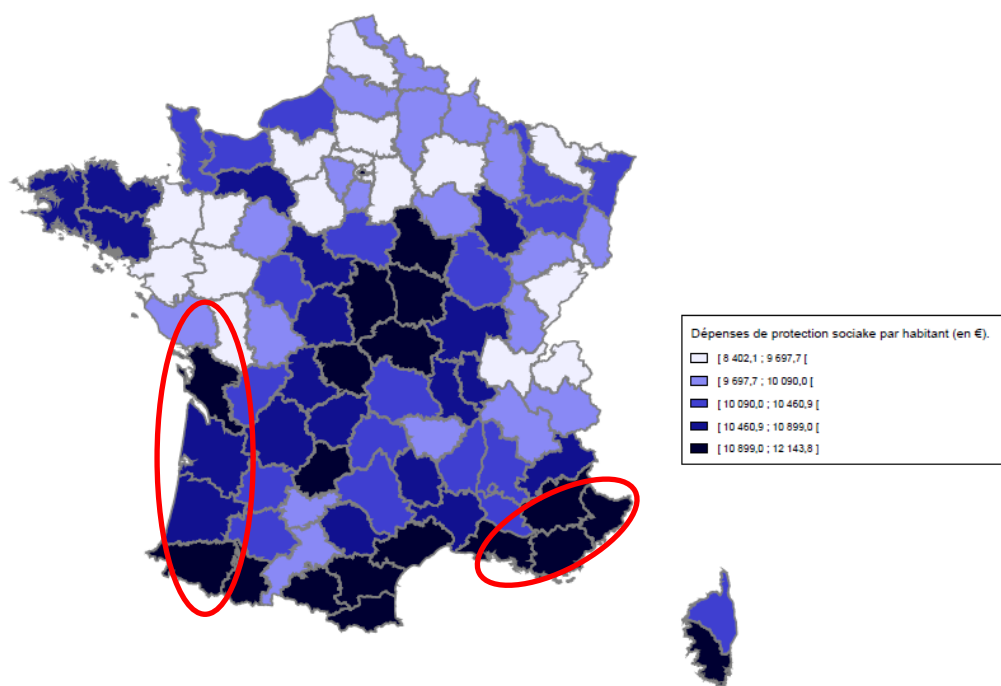 Dépenses de protection sociake par habitant (en €).
[ 8 402,1 ; 9 697,7 [
[ 9 697,7 ; 10 090,0 [
[ 10 090,0 ; 10 460,9 [
[ 10 460,9 ; 10 899,0 [
[ 10 899,0 ; 12 143,8 ]